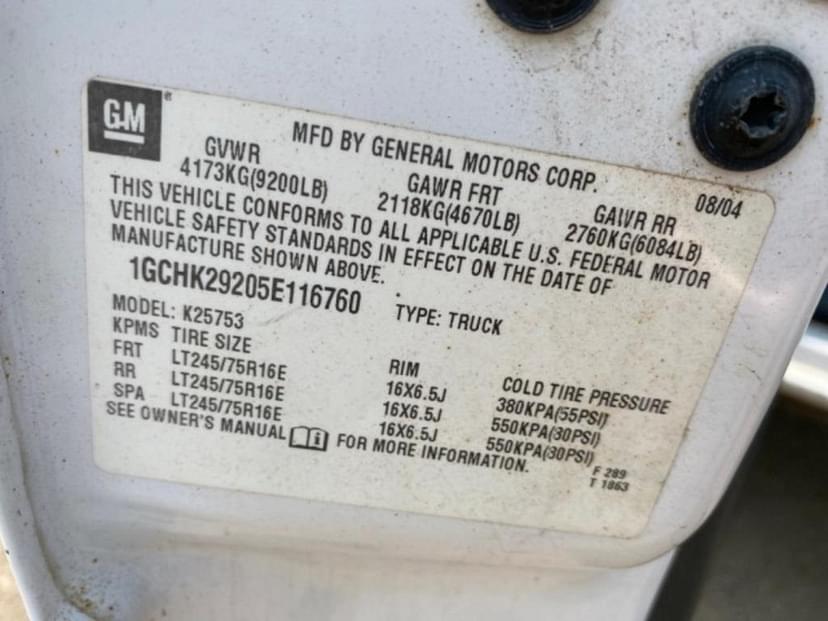 GM
MFD BY GENERAL MOTORS CORP. 08/04
GVWR GAWR FRT GAWR RR
4173KG(9200LB) 2118KG(4670LB) 2760KG(6084LB)
THIS VEHICLE CONFORMS TO ALL APPLICABLE U.S. FEDERAL MOTOR
VEHICLE SAFETY STANDARDS IN EFFECT ON THE DATE OF
MANUFACTURE SHOWN ABOVE.
1GCHK29205E116760 TYPE: TRUCK
MODEL: K25753
KPMS TIRE SIZE RIM COLD TIRE PRESSURE
FRT LT245/75R16E 16X6.5J 380KPA(55PSI)
RR LT245/75R16E 16X6.5J 550KPA(30PSI)
SPA LT245/75R16E 16X6.5J 550KPA(30PSI)
SEE OWNER'S MANUAL FOR MORE INFORMATION.
F 289
T 1863